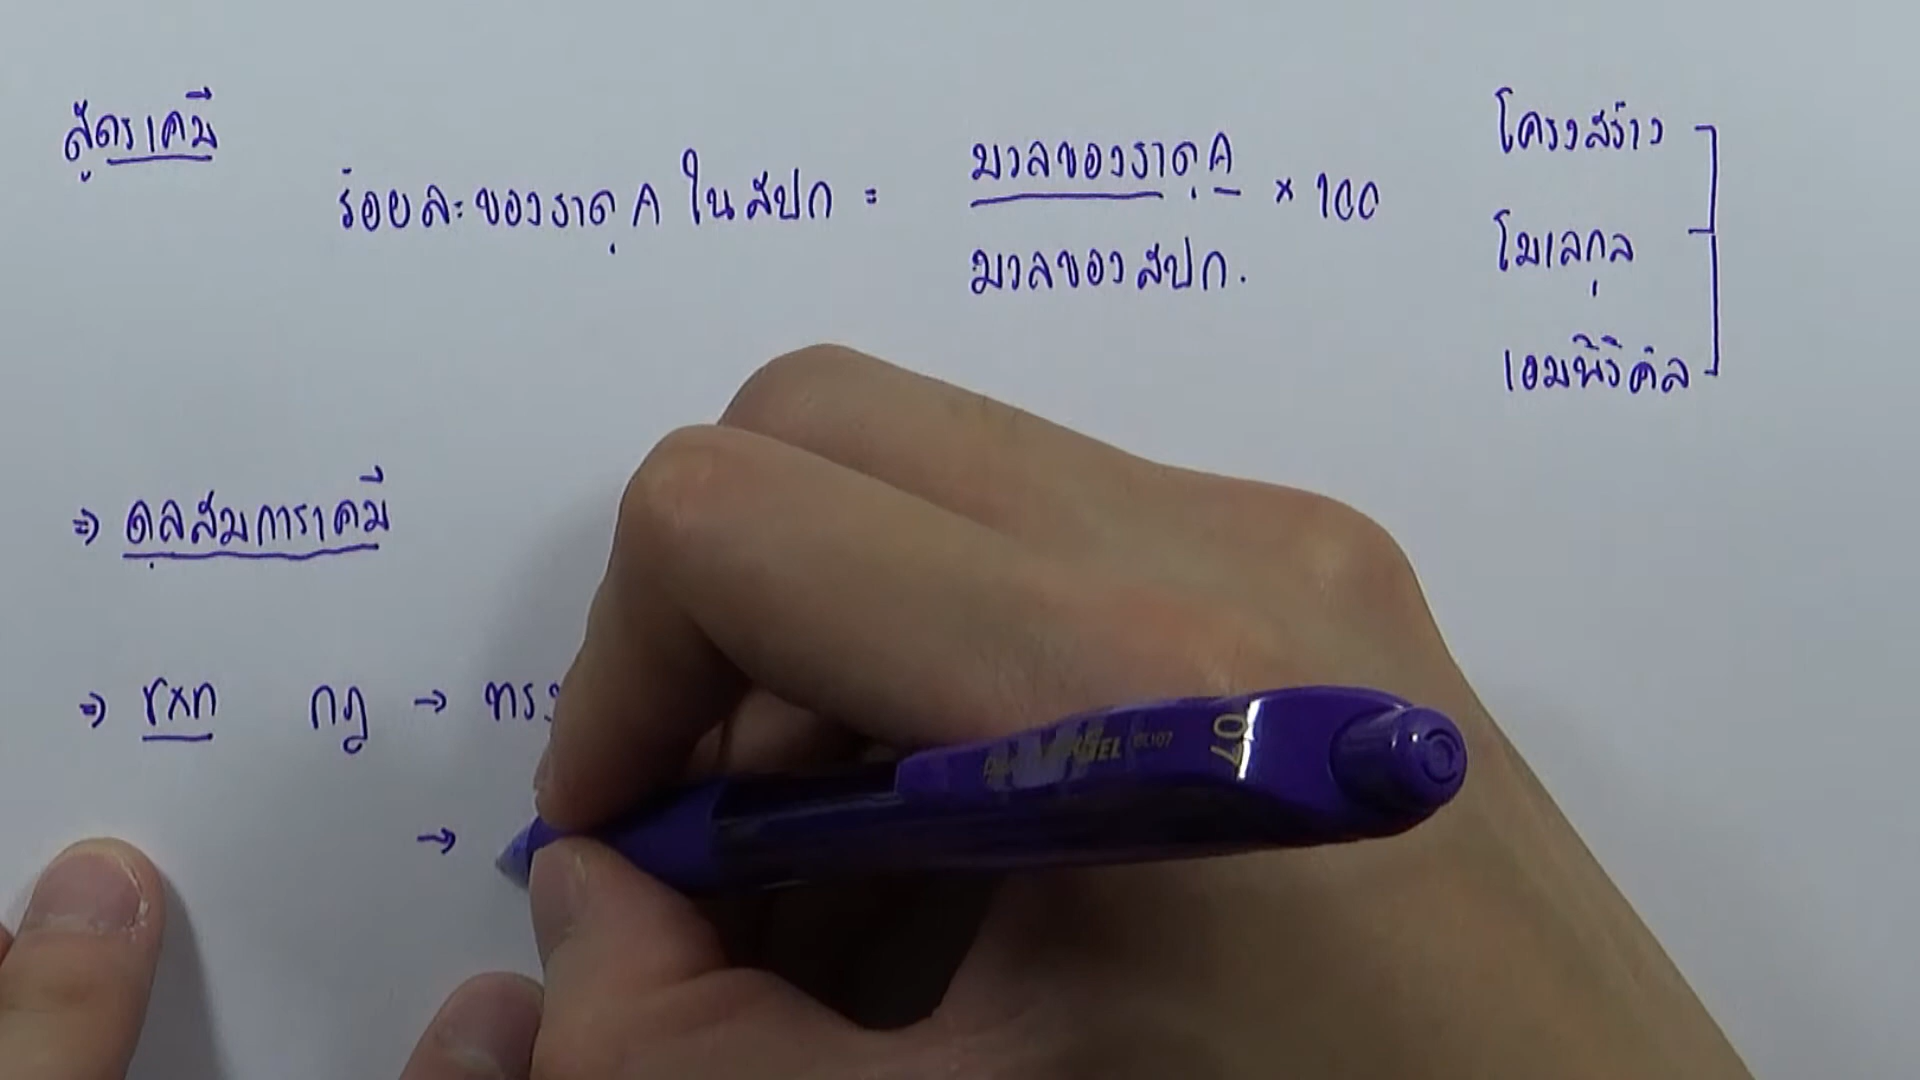 สูตรเคมี
ร้อยละของธาตุ A ใน สปก = มวลของธาตุ A × 100
มวลของ สปก.
โครงสร้าง
โมเลกุล
เอมพิริคัล
⇒ ดุลสมการเคมี
⇒ rxn กฎ → ทร
→
07